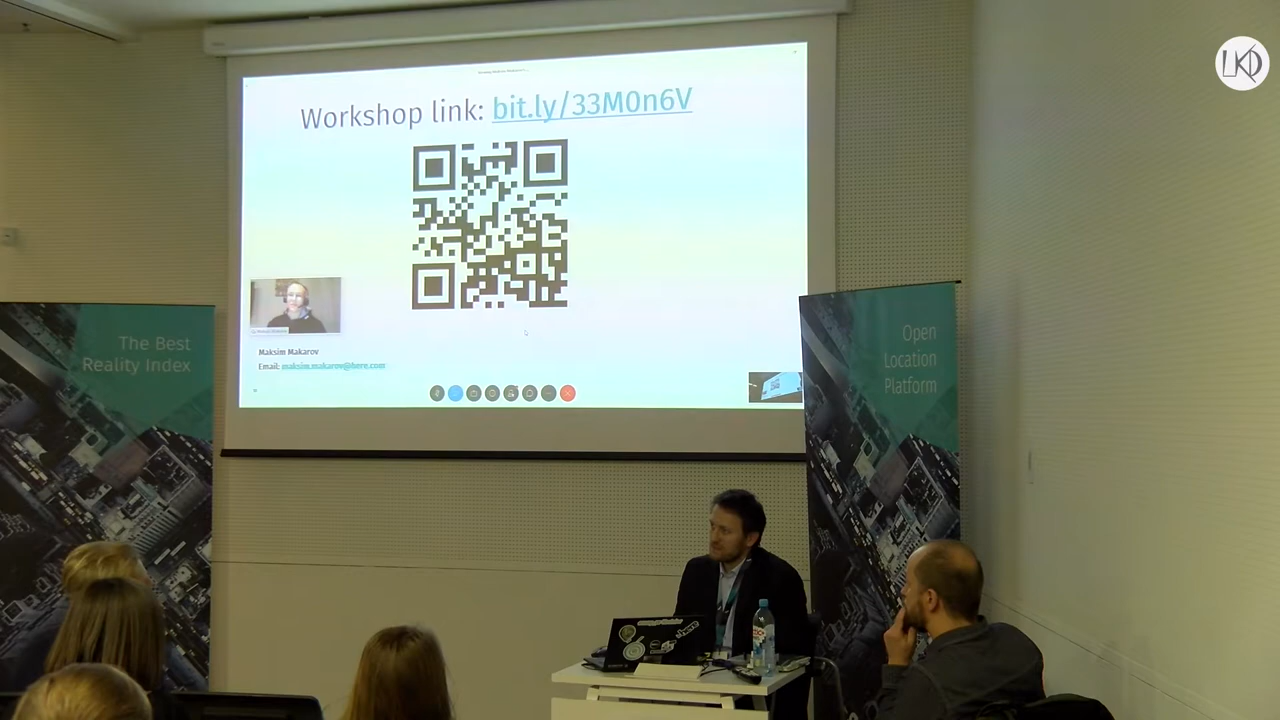 LKD
Workshop link: bit.ly/33M0n6V
The Best
Reality Index
Open
Location
Platform
Maksim Makarov
Email: maksim.makarov@here.com
here